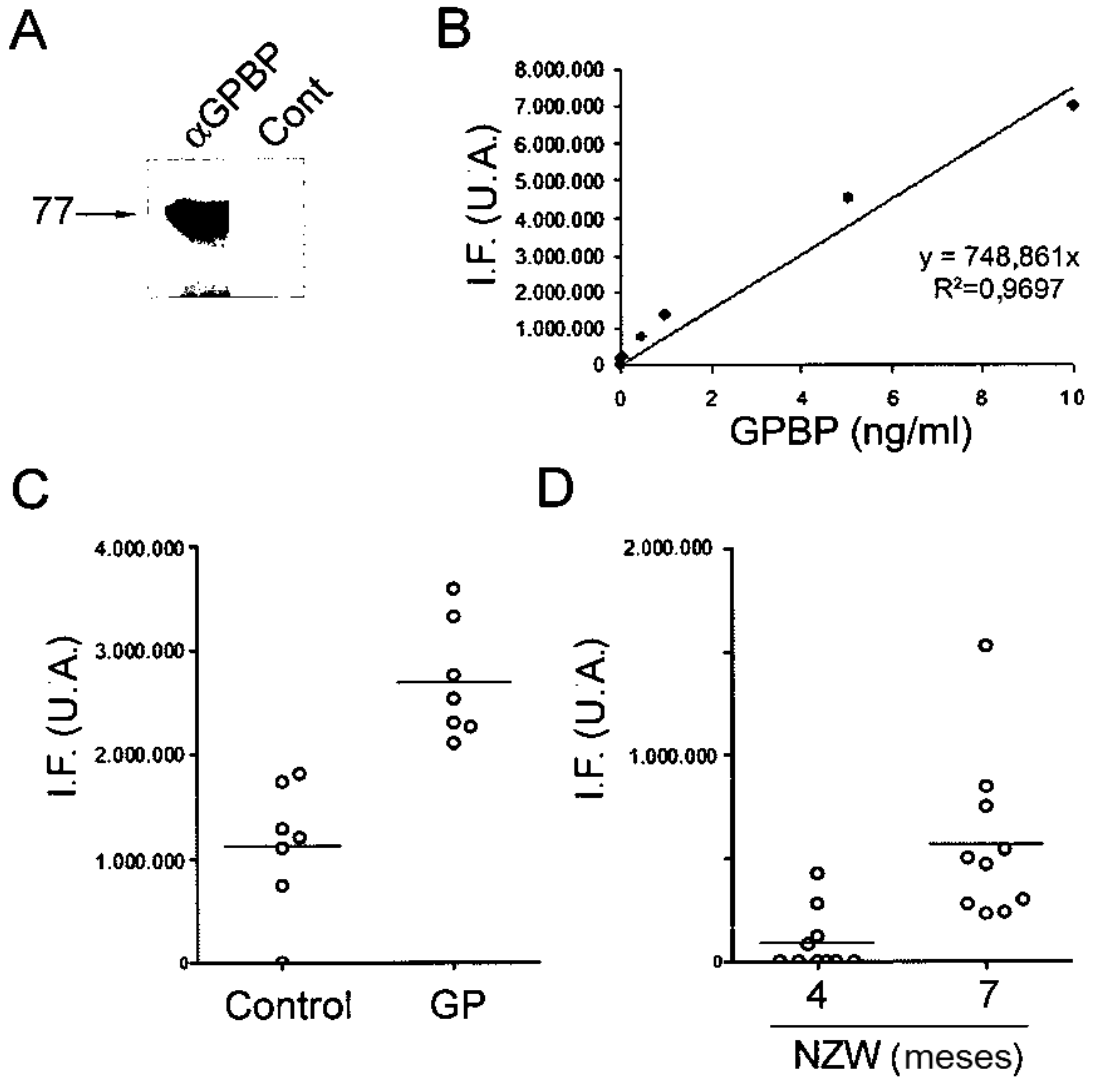 A
αGPBP
Cont
77
B
I.F. (U.A.)
8.000.000
7.000.000
6.000.000
5.000.000
4.000.000
3.000.000
2.000.000
1.000.000
0
y = 748,861x
R²=0,9697
0 2 4 6 8 10
GPBP (ng/ml)
C
I.F. (U.A.)
4.000.000
3.000.000
2.000.000
1.000.000
0
Control GP
D
I.F. (U.A.)
2.000.000
1.000.000
0
4 7
NZW (meses)